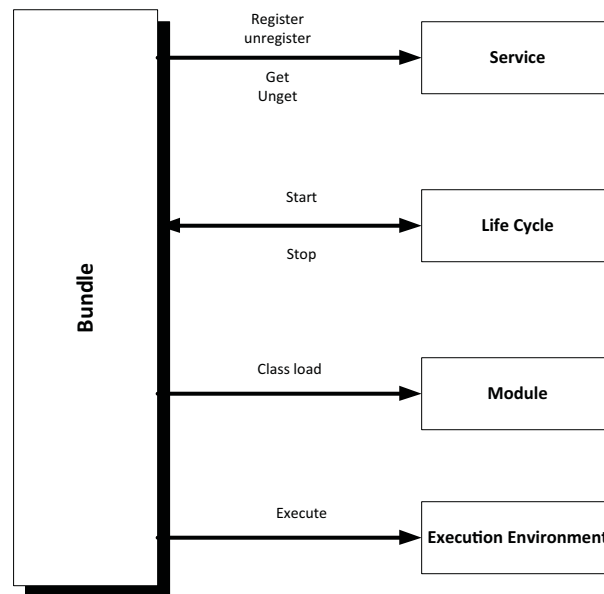 Register
unregister
Service
Get
Unget
Start
Life Cycle
Stop
Bundle
Class load
Module
Execute
Execution Environment